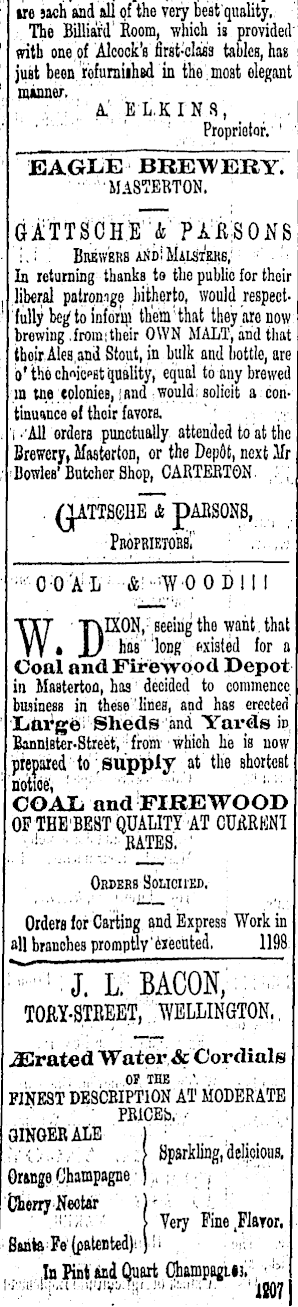 are each and all of the very best quality.
The Billiard Room, which is provided
with one of Alcock's first-class tables, has
just been refurnished in the most elegant
manner.
A ELKINS,
Proprietor.
EAGLE BREWERY.
MASTERTON.
GATTSCHE & PARSONS
BREWERS AND MALSTERS,
In returning thanks to the public for their
liberal patronage hitherto, would respect-
fully beg to inform them that they are now
brewing from their OWN MALT, and that
their Ales and Stout, in bulk and bottle, are
o' the choicest quality, equal to any brewed
in the colonies, and would solicit a con-
tinuance of their favors.
All orders punctually attended to at the
Brewery, Masterton, or the Depôt, next Mr
Bowles' Butcher Shop, CARTERTON
GATTSCHE & PARSONS,
PROPRIETORS.
COAL & WOOD!!!
W. DIXON, seeing the want that
has long existed for a
Coal and Firewood Depot
in Masterton, has decided to commence
business in these lines, and has erected
Large Sheds and Yards in
Bannister-Street, from which he is now
prepared to supply at the shortest
notice,
COAL and FIREWOOD
OF THE BEST QUALITY AT CURRENT
RATES.
ORDERS SOLICITED.
Orders for Carting and Express Work in
all branches promptly executed. 1198
J. L. BACON,
TORY-STREET, WELLINGTON.
Ærated Water & Cordials
OF THE
FINEST DESCRIPTION AT MODERATE
PRICES.
GINGER ALE
Sparkling, delicious.
Orange Champagne
Cherry Nectar
Very Fine Flavor.
Santa Fe (patented)
In Pint and Quart Champagnes.
1207